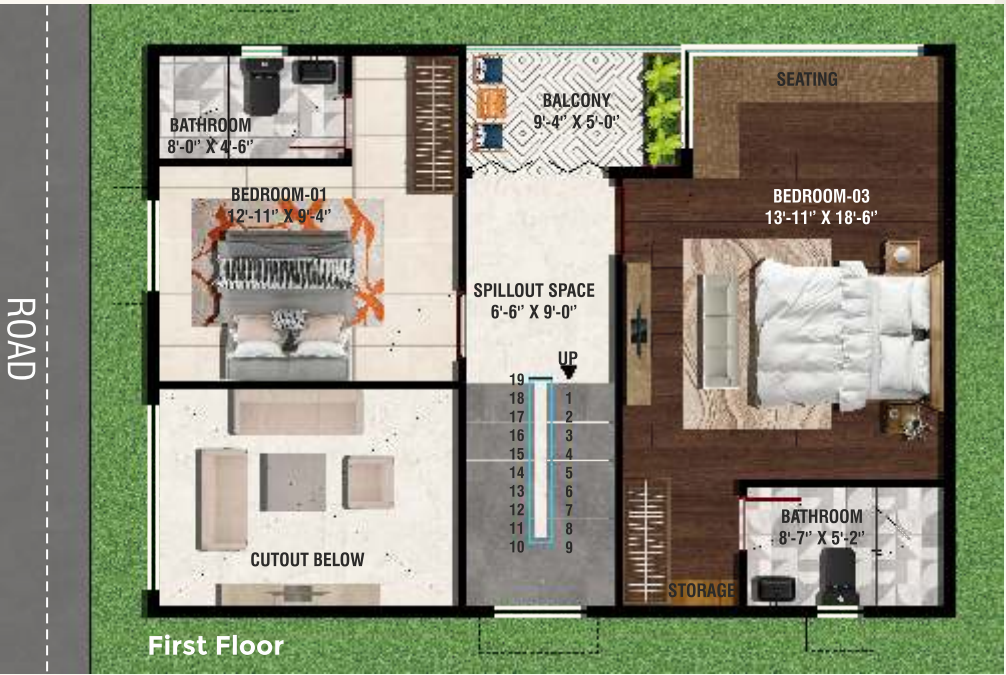 SEATING
BALCONY
9'-4" X 5'-0"
BATHROOM
8'-0" X 4'-6"
BEDROOM-01
12'-11" X 9'-4"
BEDROOM-03
13'-11" X 18'-6"
SPILLOUT SPACE
6'-6" X 9'-0"
ROAD
UP
19
18 1
17 2
16 3
15 4
14 5
13 6
12 7
11 8
10 9
BATHROOM
8'-7" X 5'-2"
CUTOUT BELOW
STORAGE
First Floor